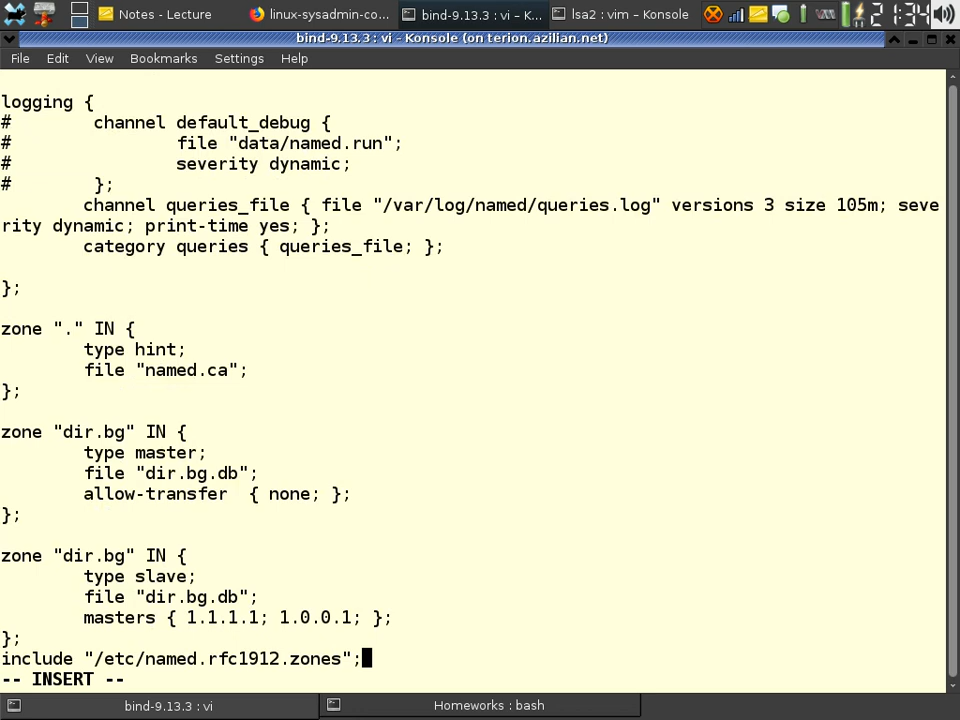 Notes - Lecture
linux-sysadmin-co...
bind-9.13.3 : vi – K...
lsa2 : vim – Konsole
2 1:34
bind-9.13.3 : vi – Konsole (on terion.azilian.net)
File Edit View Bookmarks Settings Help
logging {
#        channel default_debug {
#                file "data/named.run";
#                severity dynamic;
#        };
        channel queries_file { file "/var/log/named/queries.log" versions 3 size 105m; seve
rity dynamic; print-time yes; };
        category queries { queries_file; };
};
zone "." IN {
        type hint;
        file "named.ca";
};
zone "dir.bg" IN {
        type master;
        file "dir.bg.db";
        allow-transfer  { none; };
};
zone "dir.bg" IN {
        type slave;
        file "dir.bg.db";
        masters { 1.1.1.1; 1.0.0.1; };
};
include "/etc/named.rfc1912.zones";
-- INSERT --
bind-9.13.3 : vi
Homeworks : bash